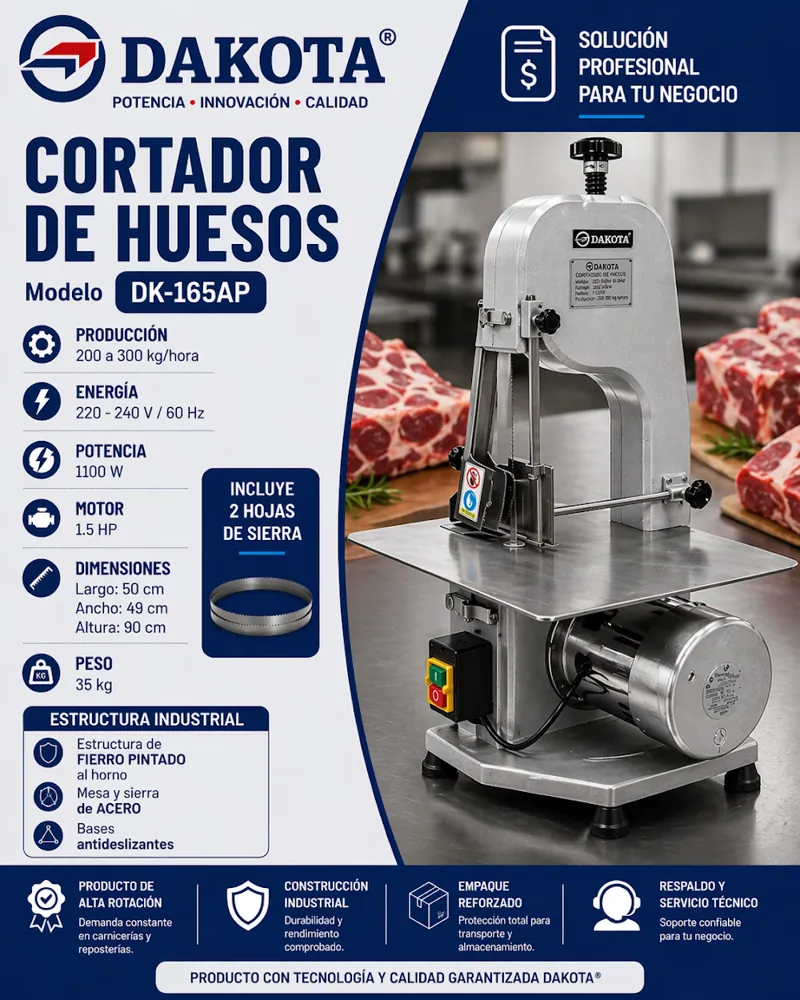 DAKOTA®
POTENCIA • INNOVACIÓN • CALIDAD
SOLUCIÓN
PROFESIONAL
PARA TU NEGOCIO
CORTADOR
DE HUESOS
Modelo DK-165AP
PRODUCCIÓN
200 a 300 kg/hora
ENERGÍA
220 - 240 V / 60 Hz
POTENCIA
1100 W
MOTOR
1.5 HP
DIMENSIONES
Largo: 50 cm
Ancho: 49 cm
Altura: 90 cm
PESO
KG
35 kg
INCLUYE
2 HOJAS
DE SIERRA
ESTRUCTURA INDUSTRIAL
Estructura de
FIERRO PINTADO
al horno
Mesa y sierra
de ACERO
Bases
antideslizantes
DAKOTA
DAKOTA
PRODUCTO DE
ALTA ROTACIÓN
Demanda constante
en carnicerías y
reposterías.
CONSTRUCCIÓN
INDUSTRIAL
Durabilidad y
rendimiento
comprobado.
EMPAQUE
REFORZADO
Protección total para
transporte y
almacenamiento.
RESPALDO Y
SERVICIO TÉCNICO
Soporte confiable
para tu negocio.
PRODUCTO CON TECNOLOGÍA Y CALIDAD GARANTIZADA DAKOTA®